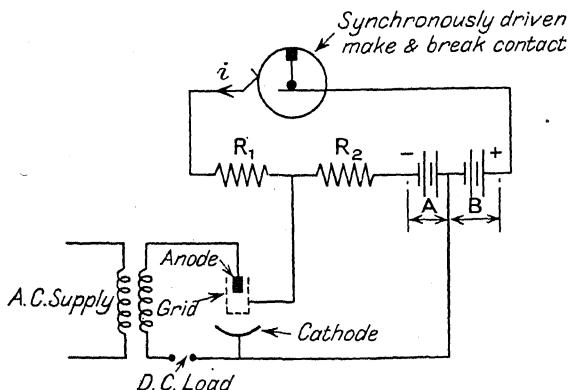 Synchronously driven
make & break contact
i
R1
R2
- +
A B
Anode
A.C. Supply
Grid
Cathode
D.C. Load